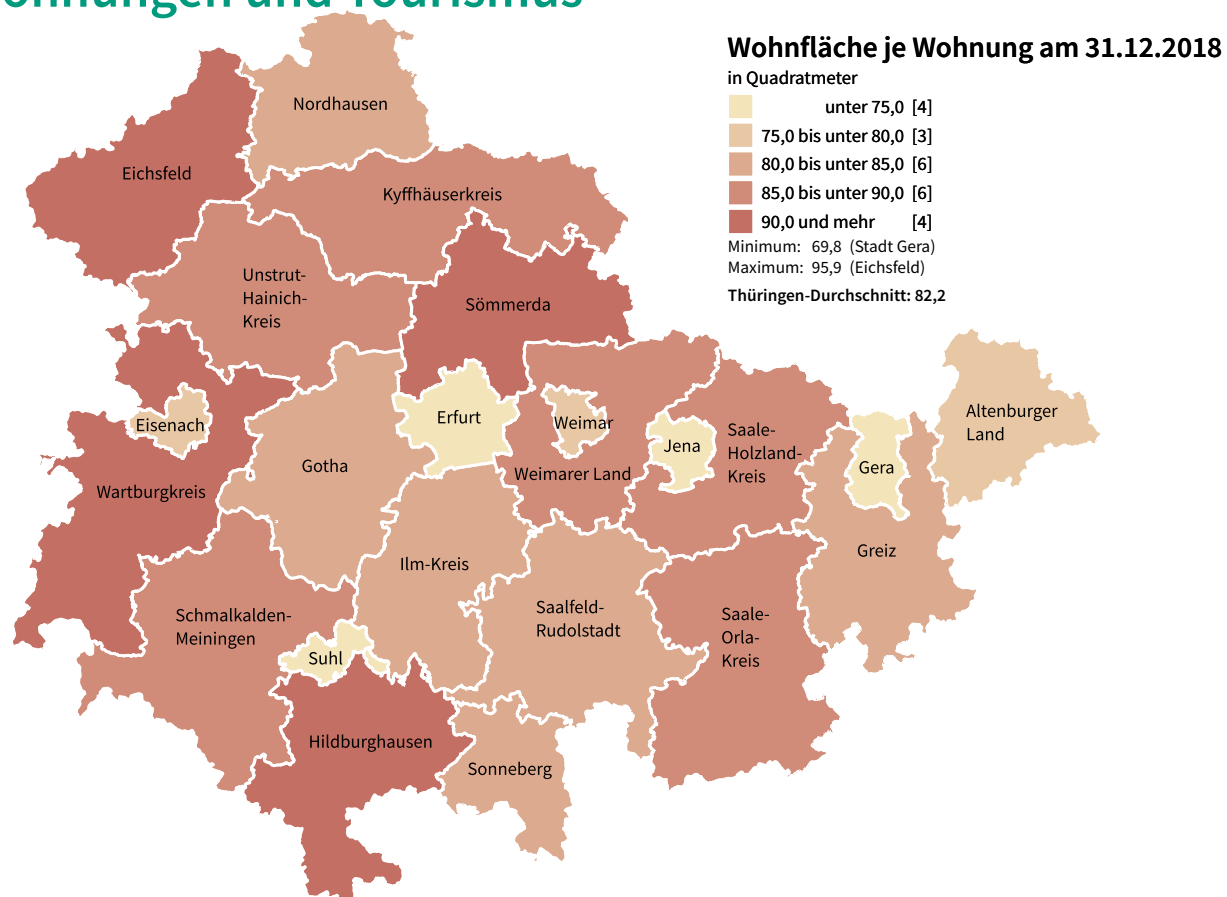 ohnungen und Tourismus
Wohnfläche je Wohnung am 31.12.2018
in Quadratmeter
unter 75,0 [4]
75,0 bis unter 80,0 [3]
80,0 bis unter 85,0 [6]
85,0 bis unter 90,0 [6]
90,0 und mehr [4]
Minimum: 69,8 (Stadt Gera)
Maximum: 95,9 (Eichsfeld)
Thüringen-Durchschnitt: 82,2
Nordhausen
Eichsfeld
Kyffhäuserkreis
Unstrut-
Hainich-
Kreis
Sömmerda
Eisenach
Erfurt
Weimar
Jena
Saale-
Holzland-
Kreis
Altenburger
Land
Gera
Gotha
Weimarer Land
Wartburgkreis
Greiz
Ilm-Kreis
Schmalkalden-
Meiningen
Saalfeld-
Rudolstadt
Saale-
Orla-
Kreis
Suhl
Hildburghausen
Sonneberg